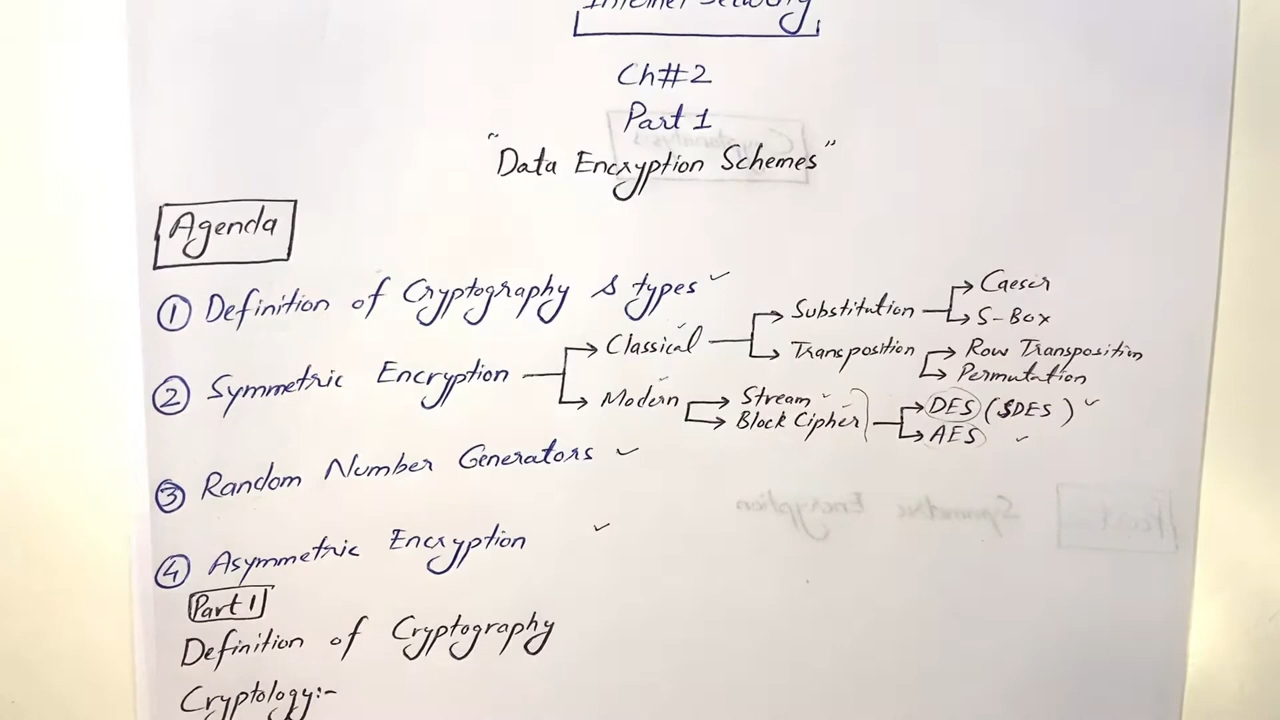 Internet Security
Ch#2
Part 1
"Data Encryption Schemes"
Agenda
① Definition of Cryptography & types
② Symmetric Encryption
Classical
Substitution
Caeser
S-Box
Transposition
Row Transposition
Permutation
Modern
Stream
Block Cipher
DES (SDES)
AES
③ Random Number Generators
④ Asymmetric Encryption
Part 1
Definition of Cryptography
Cryptology:-